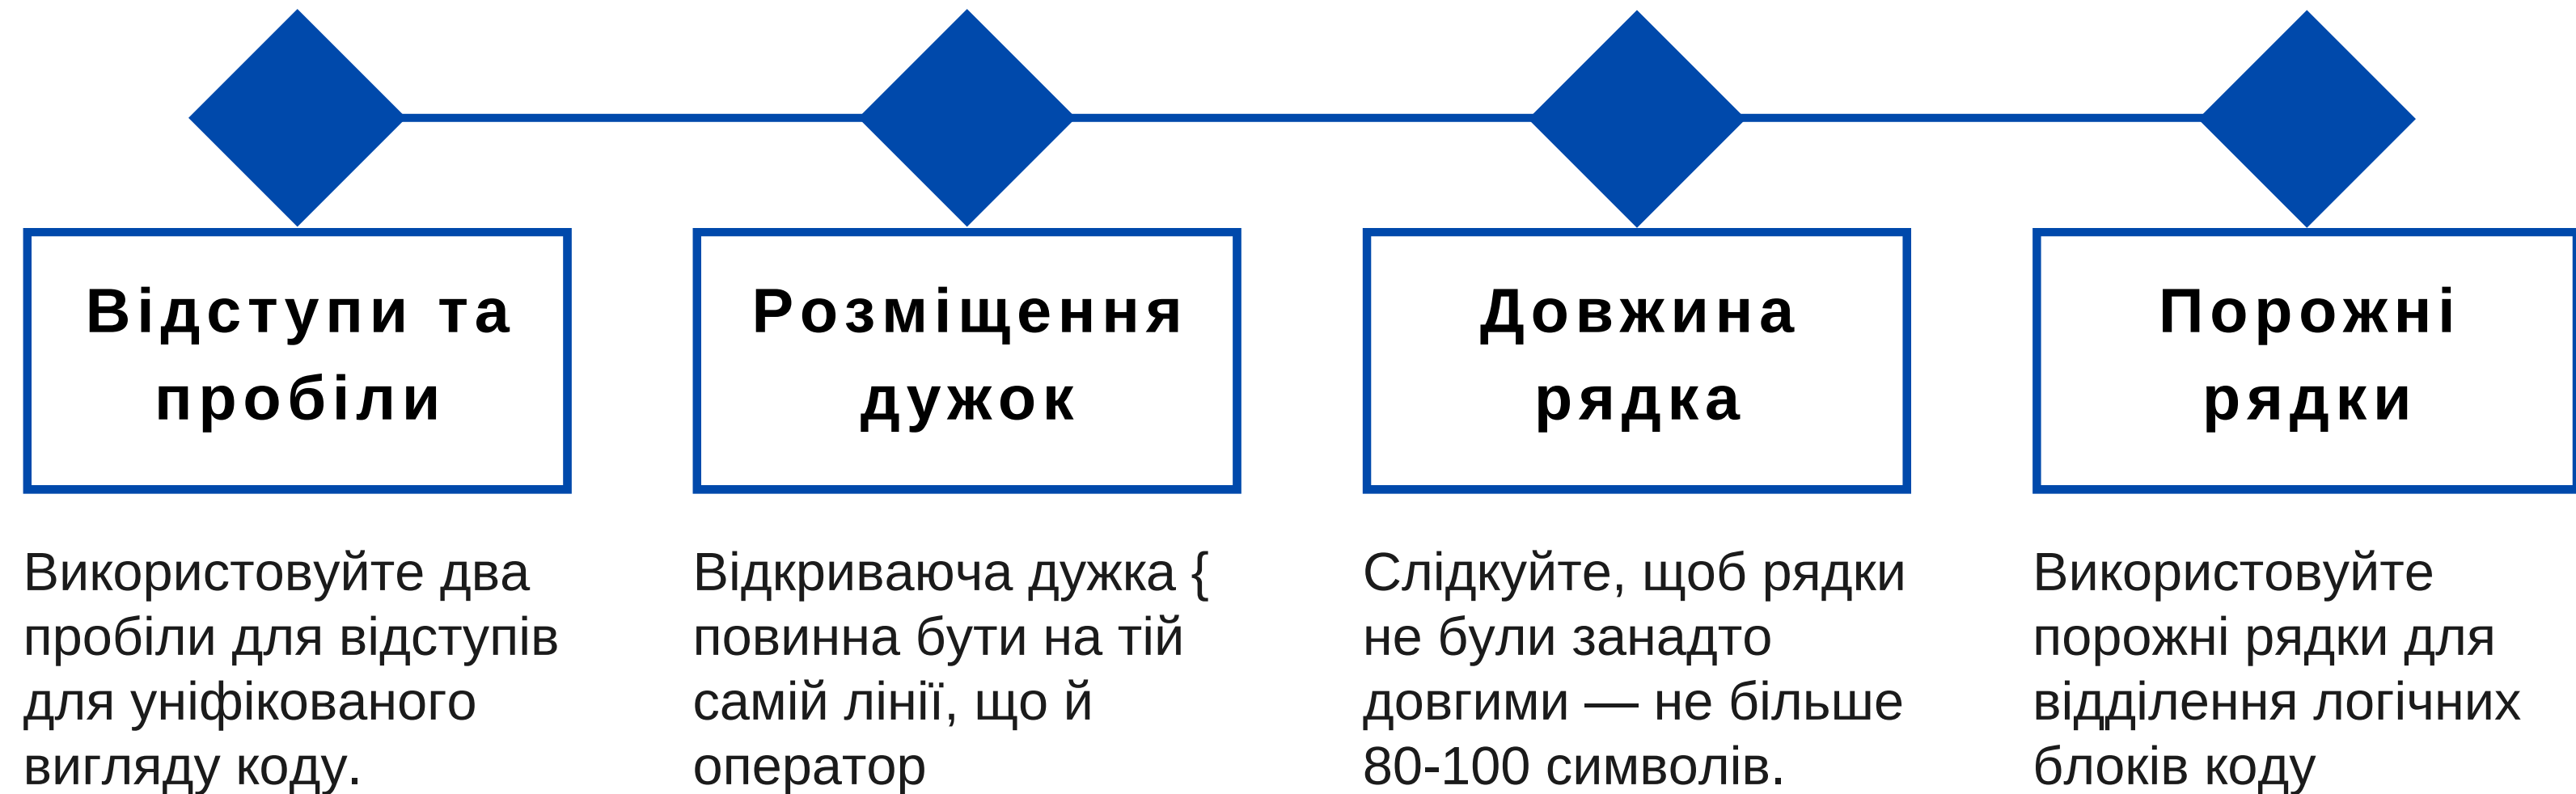 Відступи та
пробіли
Використовуйте два
пробіли для відступів
для уніфікованого
вигляду коду.
Розміщення
дужок
Відкриваюча дужка {
повинна бути на тій
самій лінії, що й
оператор
Довжина
рядка
Слідкуйте, щоб рядки
не були занадто
довгими — не більше
80-100 символів.
Порожні
рядки
Використовуйте
порожні рядки для
відділення логічних
блоків коду